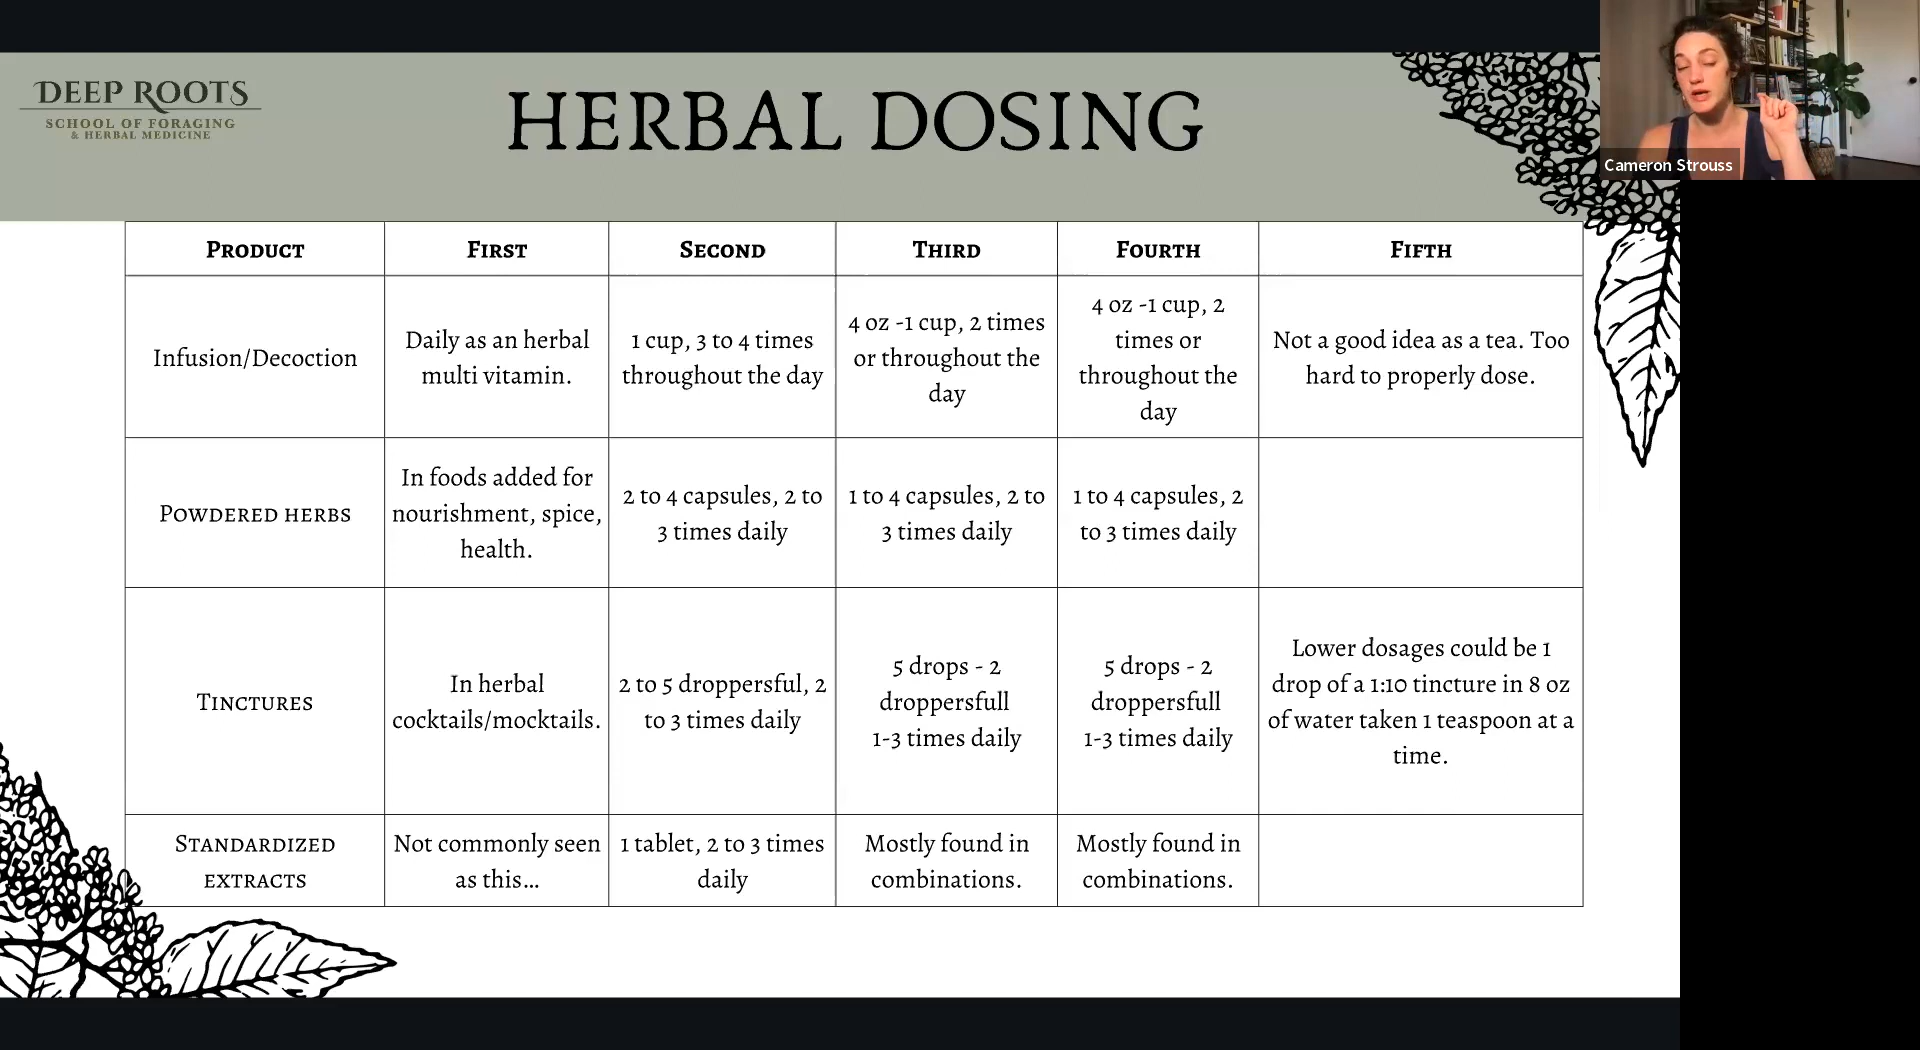 DEEP ROOTS
SCHOOL OF FORAGING
& HERBAL MEDICINE
HERBAL DOSING
Cameron Strouss
PRODUCT
FIRST
SECOND
THIRD
FOURTH
FIFTH
Infusion/Decoction
Daily as an herbal
multi vitamin.
1 cup, 3 to 4 times
throughout the day
4 oz -1 cup, 2 times
or throughout the
day
4 oz -1 cup, 2
times or
throughout the
day
Not a good idea as a tea. Too
hard to properly dose.
POWDERED HERBS
In foods added for
nourishment, spice,
health.
2 to 4 capsules, 2 to
3 times daily
1 to 4 capsules, 2 to
3 times daily
1 to 4 capsules, 2
to 3 times daily
TINCTURES
In herbal
cocktails/mocktails.
2 to 5 droppersful, 2
to 3 times daily
5 drops - 2
droppersfull
1-3 times daily
5 drops - 2
droppersfull
1-3 times daily
Lower dosages could be 1
drop of a 1:10 tincture in 8 oz
of water taken 1 teaspoon at a
time.
STANDARDIZED
EXTRACTS
Not commonly seen
as this...
1 tablet, 2 to 3 times
daily
Mostly found in
combinations.
Mostly found in
combinations.